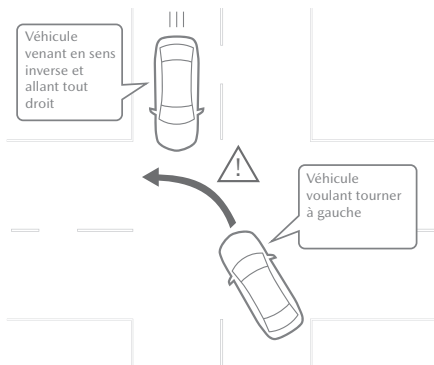 Véhicule
venant en sens
inverse et
allant tout
droit
Véhicule
voulant tourner
à gauche